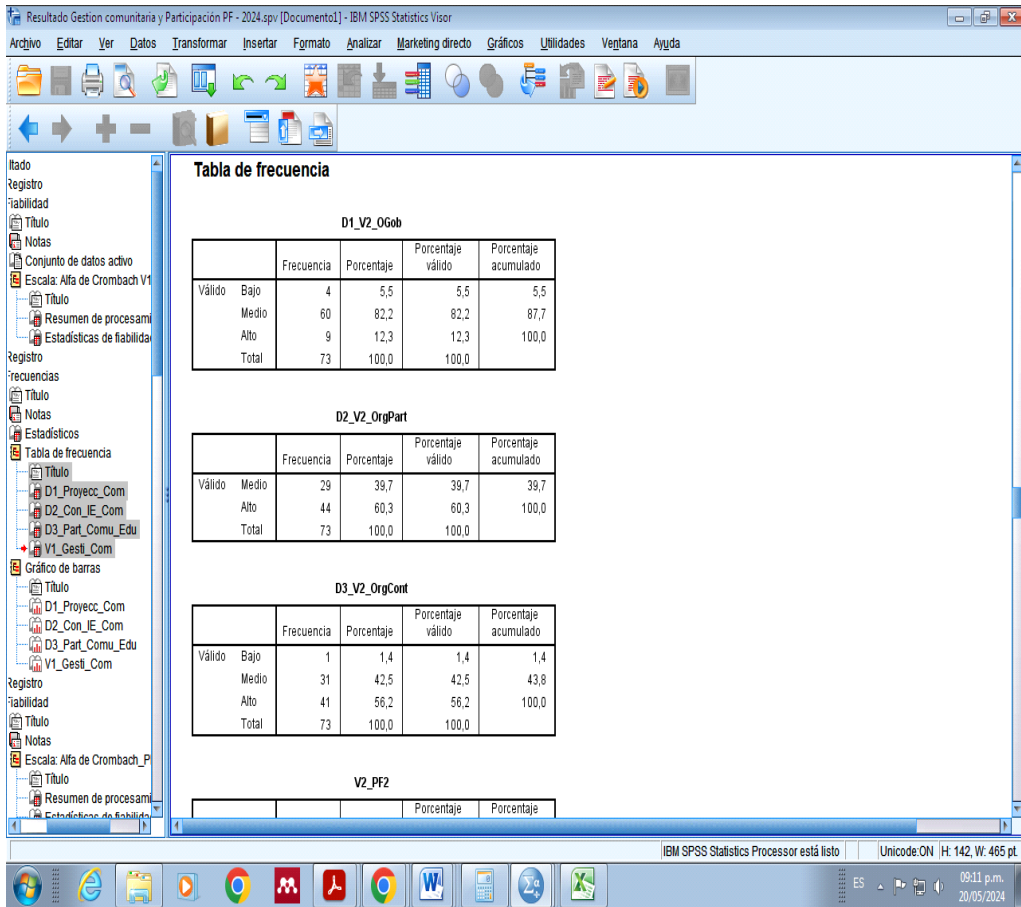 Resultado Gestion comunitaria y Participación PF - 2024.spv [Documento1] - IBM SPSS Statistics Visor
Archivo Editar Ver Datos Transformar Insertar Formato Analizar Marketing directo Gráficos Utilidades Ventana Ayuda
ltado
Registro
Fiabilidad
Título
Notas
Conjunto de datos activo
Escala: Alfa de Crombach V1
Título
Resumen de procesami
Estadísticas de fiabilidad
Registro
Frecuencias
Título
Notas
Estadísticos
Tabla de frecuencia
Título
D1_Proyecc_Com
D2_Con_IE_Com
D3_Part_Comu_Edu
V1_Gesti_Com
Gráfico de barras
Título
D1_Proyecc_Com
D2_Con_IE_Com
D3_Part_Comu_Edu
V1_Gesti_Com
Registro
Fiabilidad
Título
Notas
Escala: Alfa de Crombach_P
Título
Resumen de procesami
Estadísticas de fiabilida
Tabla de frecuencia
D1_V2_OGob
Frecuencia Porcentaje Porcentaje válido Porcentaje acumulado
Válido Bajo 4 5,5 5,5 5,5
Medio 60 82,2 82,2 87,7
Alto 9 12,3 12,3 100,0
Total 73 100,0 100,0
D2_V2_OrgPart
Frecuencia Porcentaje Porcentaje válido Porcentaje acumulado
Válido Medio 29 39,7 39,7 39,7
Alto 44 60,3 60,3 100,0
Total 73 100,0 100,0
D3_V2_OrgCont
Frecuencia Porcentaje Porcentaje válido Porcentaje acumulado
Válido Bajo 1 1,4 1,4 1,4
Medio 31 42,5 42,5 43,8
Alto 41 56,2 56,2 100,0
Total 73 100,0 100,0
V2_PF2
Porcentaje Porcentaje
IBM SPSS Statistics Processor está listo Unicode:ON H: 142, W: 465 pt.
ES 09:11 p.m.
20/05/2024